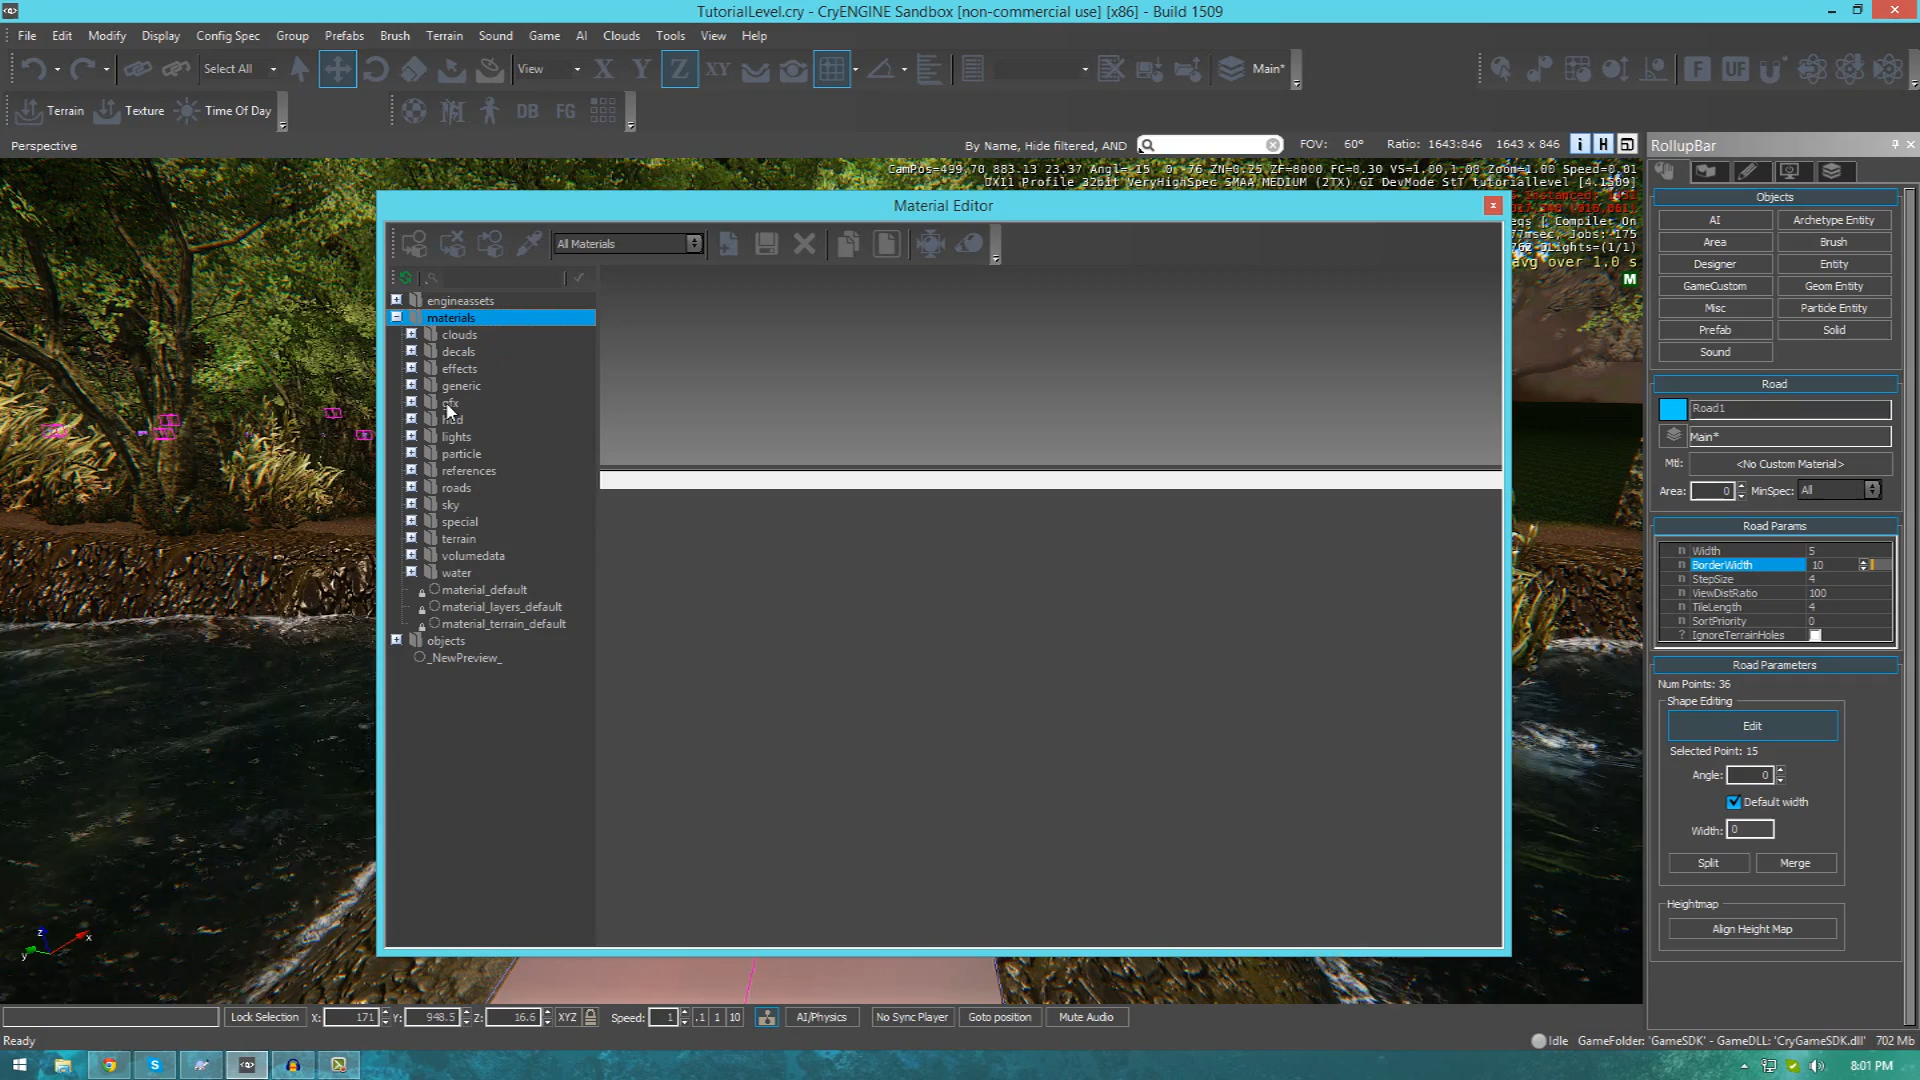 TutorialLevel.cry - CryENGINE Sandbox [non-commercial use] [x86] - Build 1509
File Edit Modify Display Config Spec Group Prefabs Brush Terrain Sound Game AI Clouds Tools View Help
Select All View X Y Z XY Main* F UF
Terrain Texture Time Of Day DB FG
Perspective By Name, Hide filtered, AND FOV: 60° Ratio: 1643:846 1643 x 846 i H
RollupBar
avg over 1.0 s
M
Material Editor
All Materials
engineassets
materials
clouds
decals
effects
generic
gfx
hud
lights
particle
references
roads
sky
special
terrain
volumedata
water
material_default
material_layers_default
material_terrain_default
objects
_NewPreview_
Objects
AI Archetype Entity
Area Brush
Designer Entity
GameCustom Geom Entity
Misc Particle Entity
Prefab Solid
Sound
Road
Road1
Main*
Mtl: <No Custom Material>
Area: 0 MinSpec: All
Road Params
Width 5
BorderWidth 10
StepSize 4
ViewDistRatio 100
TileLength 4
SortPriority 0
IgnoreTerrainHoles
Road Parameters
Num Points: 36
Shape Editing
Edit
Selected Point: 15
Angle: 0
Default width
Width: 0
Split Merge
Heightmap
Align Height Map
z x y
Lock Selection X: 171 Y: 948.5 Z: 16.6 XYZ Speed: 1 .1 1 10 AI/Physics No Sync Player Goto position Mute Audio
Ready Idle GameFolder: 'GameSDK' - GameDLL: 'CryGameSDK.dll' 702 Mb
8:01 PM